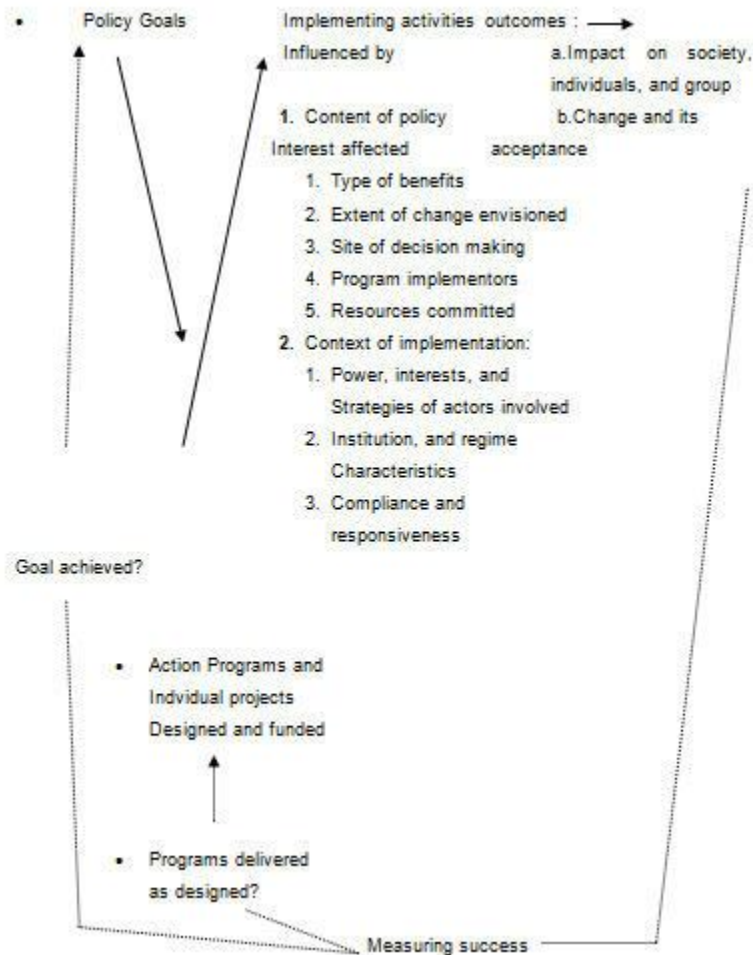 • Policy Goals Implementing activities outcomes :
Influenced by a.Impact on society,
individuals, and group
1. Content of policy b.Change and its
Interest affected acceptance
1. Type of benefits
2. Extent of change envisioned
3. Site of decision making
4. Program implementors
5. Resources committed
2. Context of implementation:
1. Power, interests, and
Strategies of actors involved
2. Institution, and regime
Characteristics
3. Compliance and
responsiveness
Goal achieved?
• Action Programs and
Indvidual projects
Designed and funded
• Programs delivered
as designed?
Measuring success